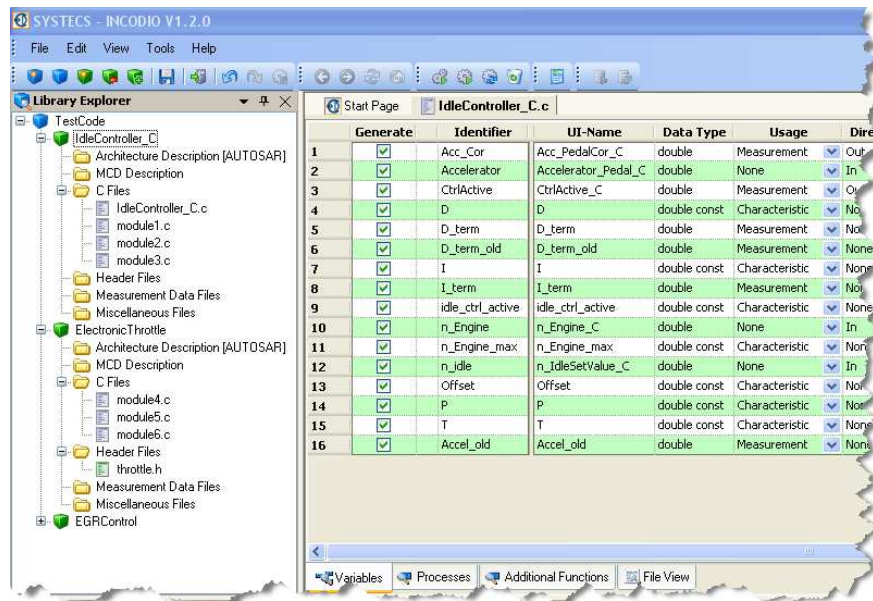 SYSTECS - INCODIO V1.2.0
File Edit View Tools Help
Library Explorer
TestCode
IdleController_C
Architecture Description [AUTOSAR]
MCD Description
C Files
IdleController_C.c
module1.c
module2.c
module3.c
Header Files
Measurement Data Files
Miscellaneous Files
ElectronicThrottle
Architecture Description [AUTOSAR]
MCD Description
C Files
module4.c
module5.c
module6.c
Header Files
throttle.h
Measurement Data Files
Miscellaneous Files
EGRControl
Start Page IdleController_C.c
Generate Identifier UI-Name Data Type Usage Dire
1 Acc_Cor Acc_PedalCor_C double Measurement Out
2 Accelerator Accelerator_Pedal_C double None In
3 CtrlActive CtrlActive_C double Measurement
4 D D double const Characteristic
5 D_term D_term double Measurement
6 D_term_old D_term_old double Measurement None
7 I I double const Characteristic None
8 I_term I_term double Measurement
9 idle_ctrl_active idle_ctrl_active double const Characteristic None
10 n_Engine n_Engine_C double None In
11 n_Engine_max n_Engine_max double const Characteristic
12 n_idle n_IdleSetValue_C double None In
13 Offset Offset double const Characteristic
14 P P double const Characteristic
15 T T double const Characteristic None
16 Accel_old Accel_old double Measurement None
Variables Processes Additional Functions File View